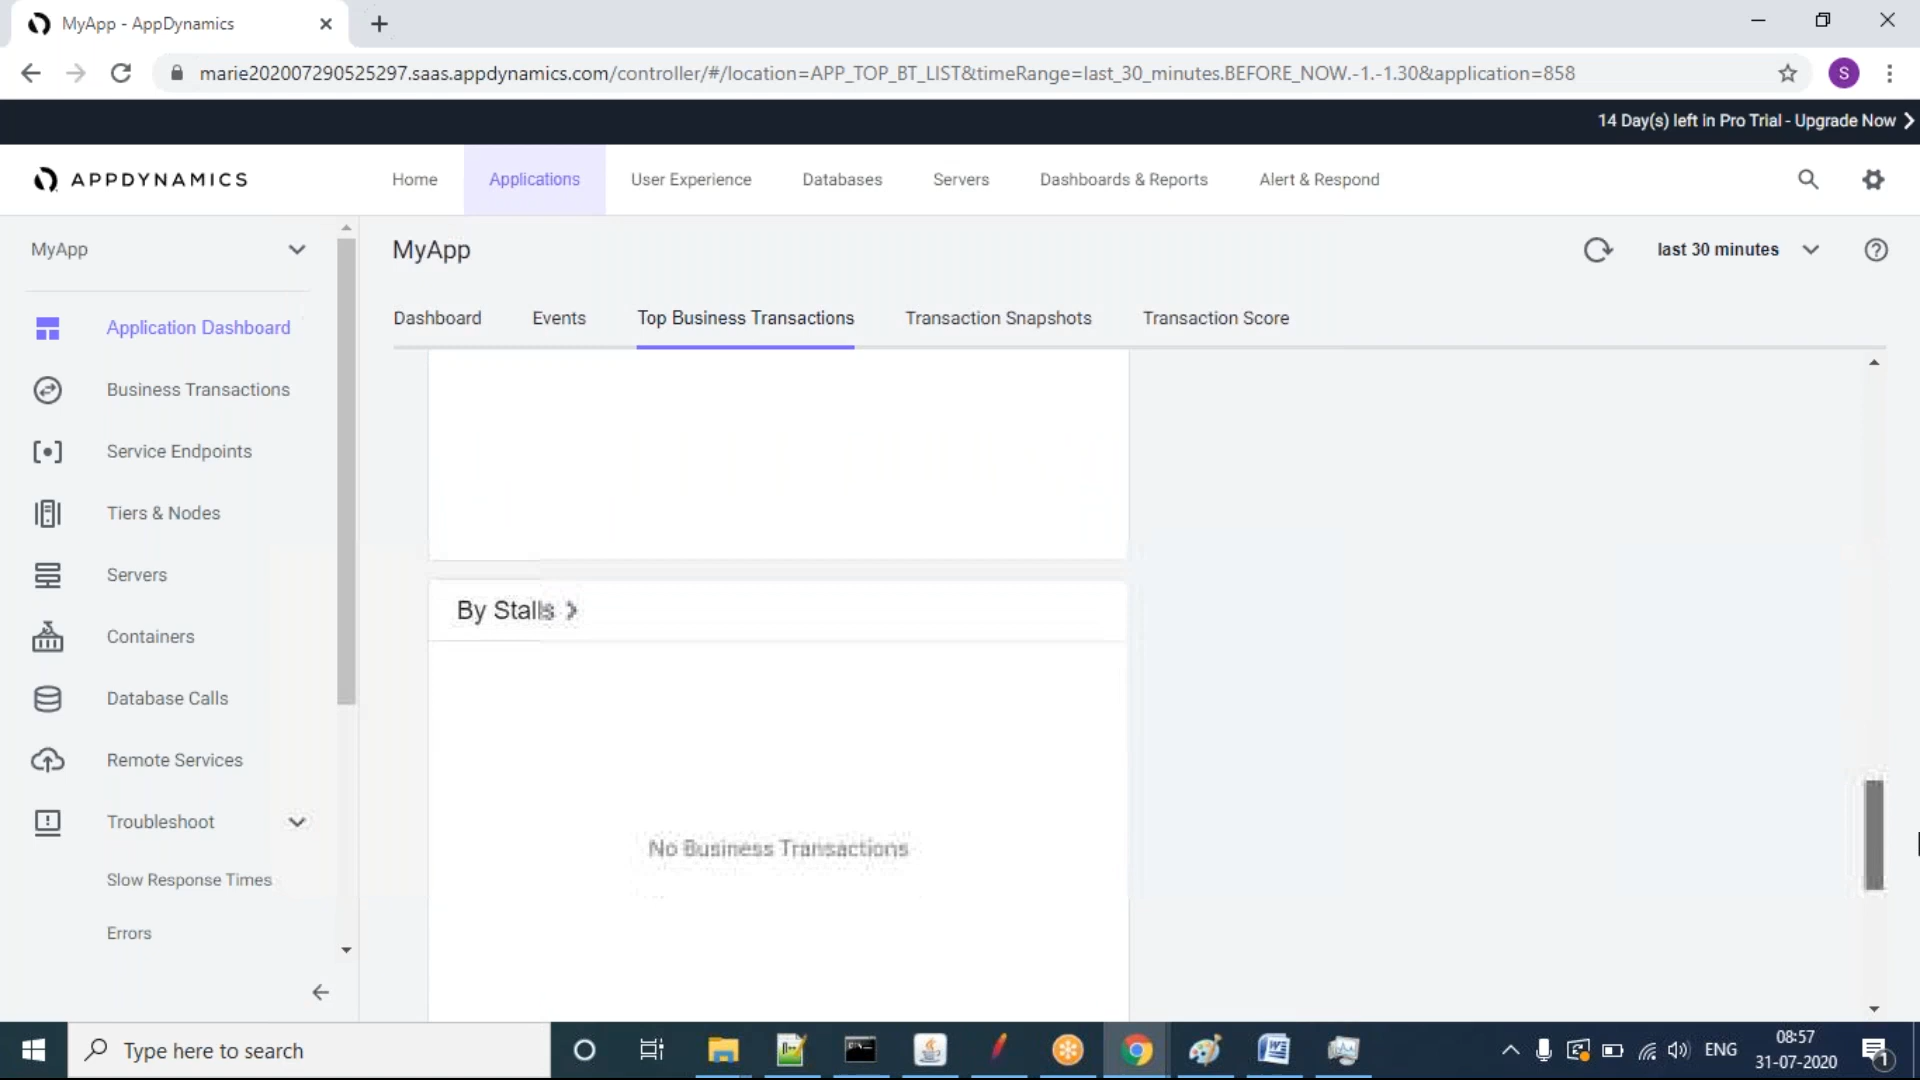 MyApp - AppDynamics
marie202007290525297.saas.appdynamics.com/controller/#/location=APP_TOP_BT_LIST&timeRange=last_30_minutes.BEFORE_NOW.-1.-1.30&application=858
S
14 Day(s) left in Pro Trial - Upgrade Now
APPDYNAMICS
Home
Applications
User Experience
Databases
Servers
Dashboards & Reports
Alert & Respond
MyApp
MyApp
last 30 minutes
Dashboard
Events
Top Business Transactions
Transaction Snapshots
Transaction Score
Application Dashboard
Business Transactions
Service Endpoints
Tiers & Nodes
Servers
Containers
Database Calls
Remote Services
Troubleshoot
Slow Response Times
Errors
By Stalls
No Business Transactions
Type here to search
ENG
08:57
31-07-2020
1